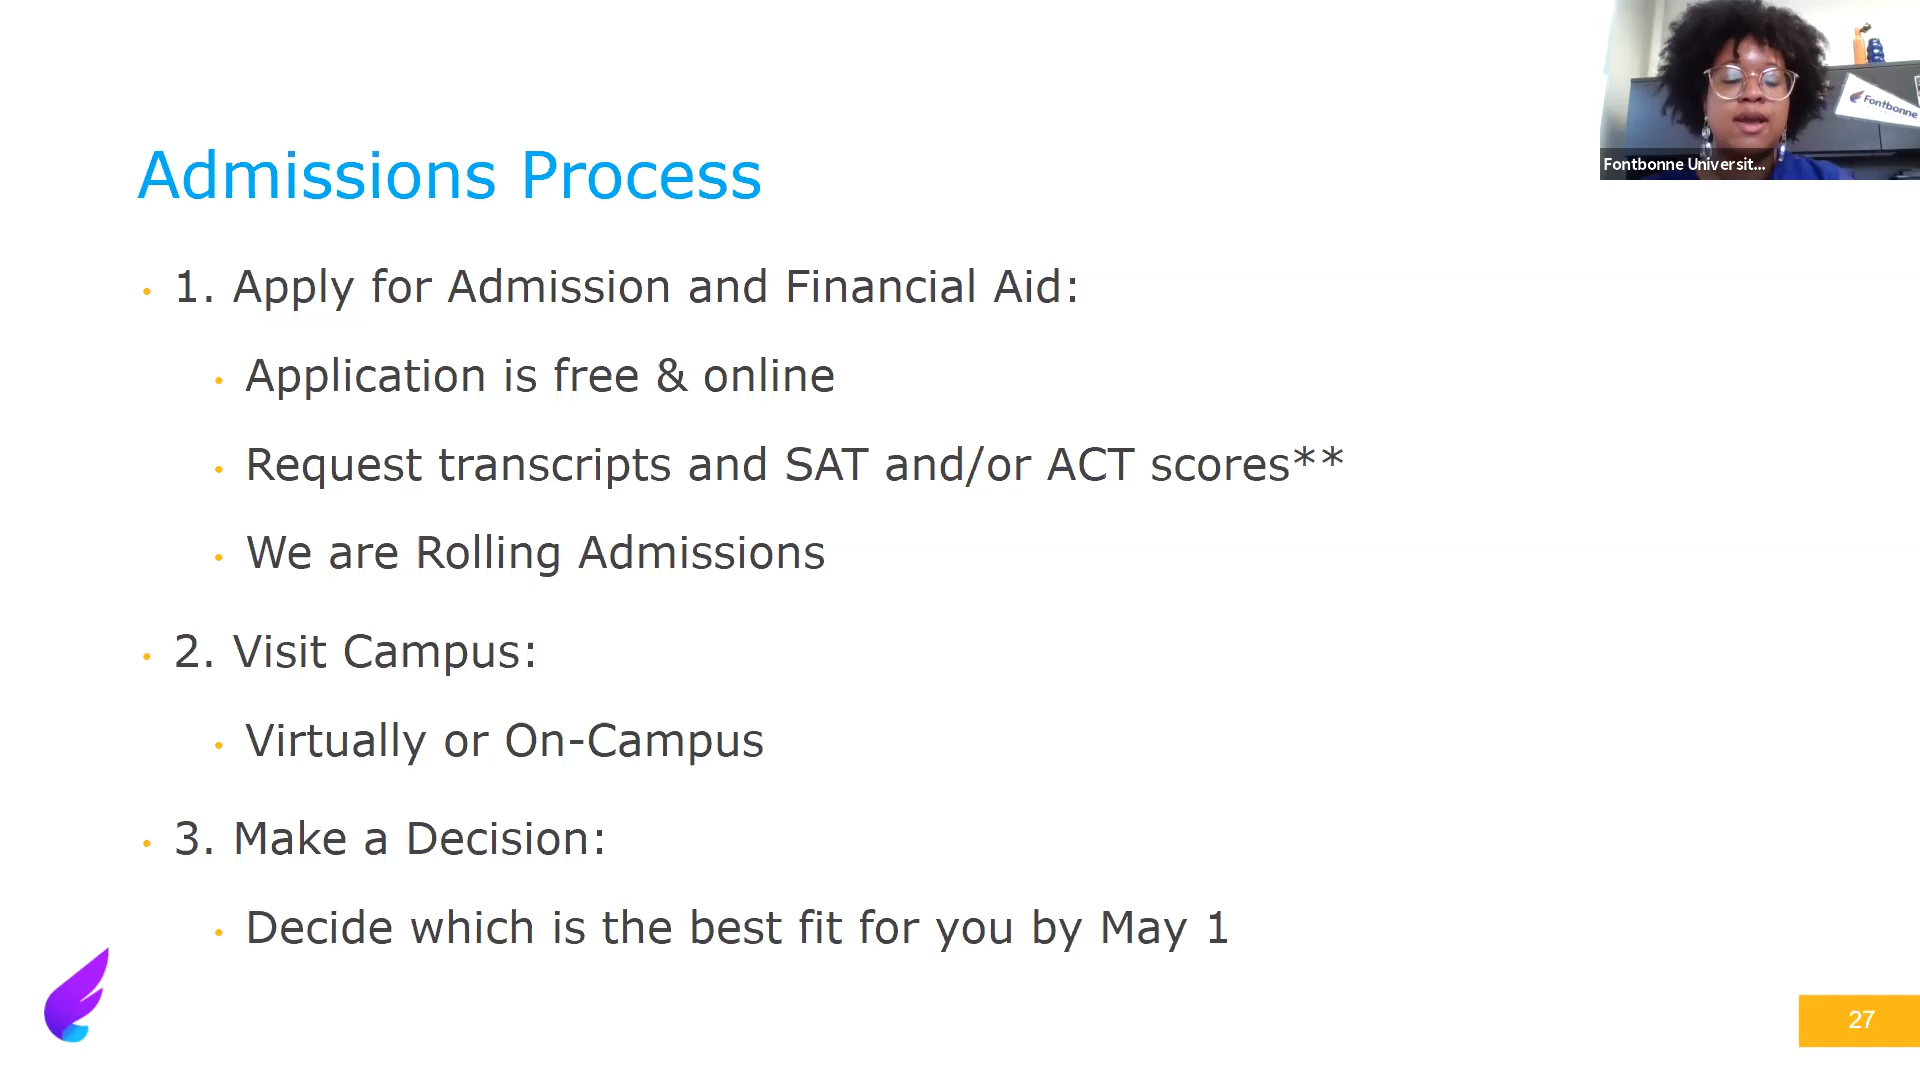 Fontbonne
Fontbonne Universit...
Admissions Process
• 1. Apply for Admission and Financial Aid:
• Application is free & online
• Request transcripts and SAT and/or ACT scores**
• We are Rolling Admissions
• 2. Visit Campus:
• Virtually or On-Campus
• 3. Make a Decision:
• Decide which is the best fit for you by May 1
27